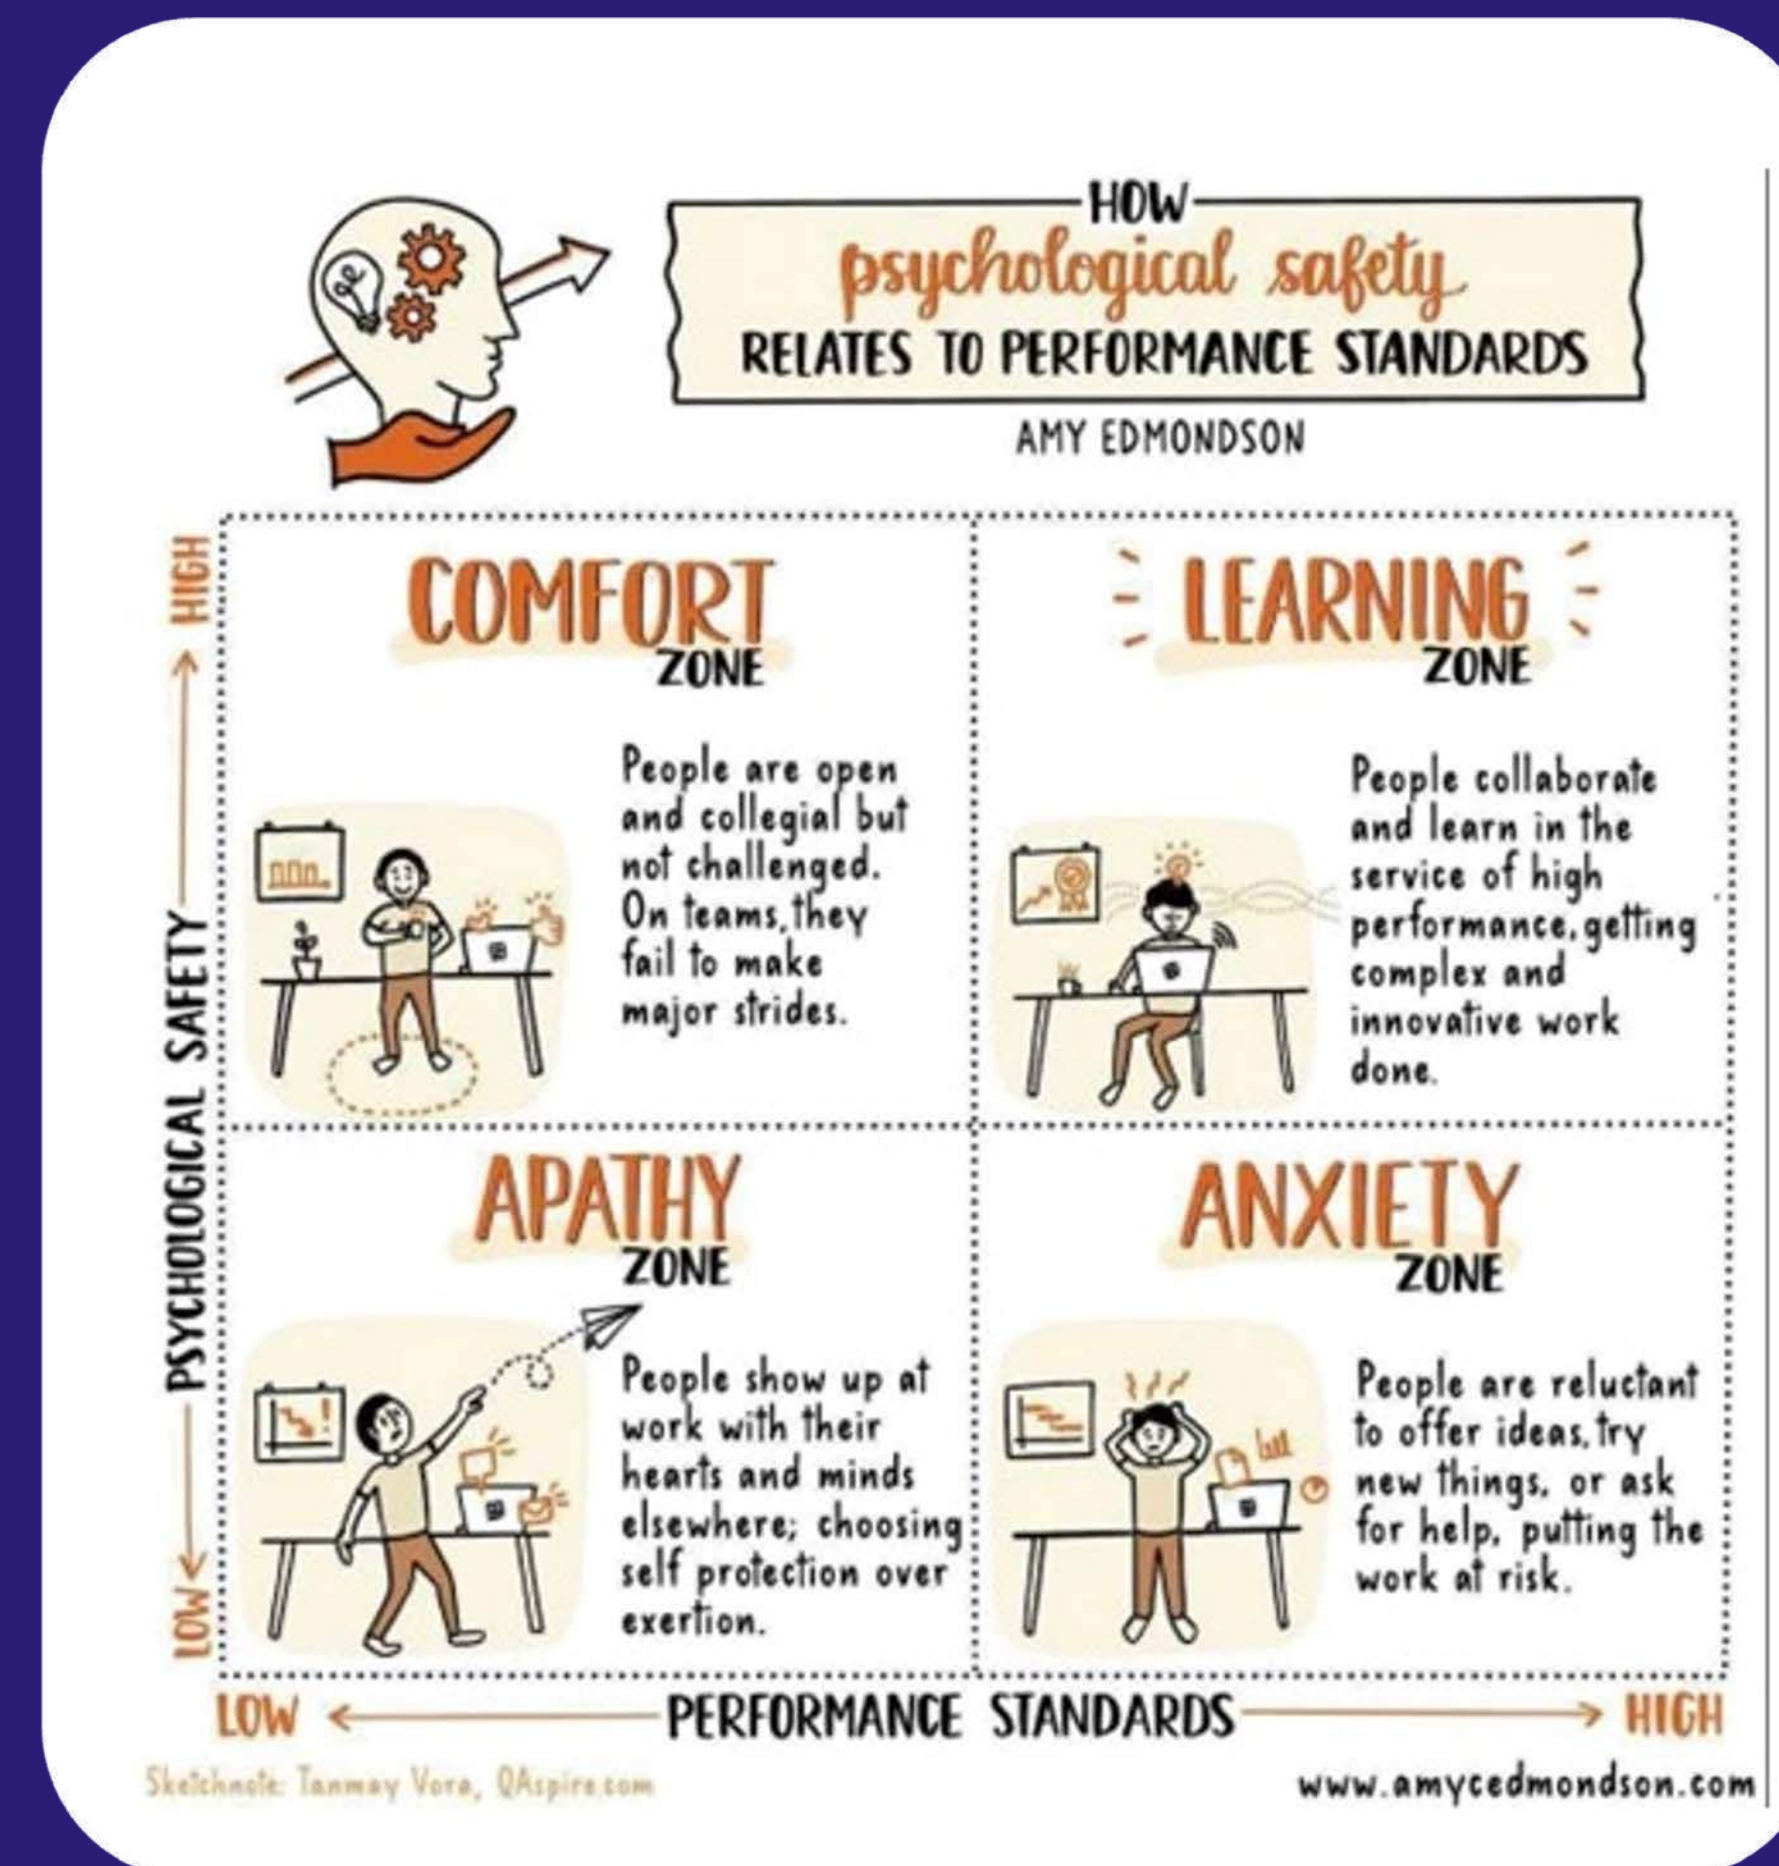 HOW
psychological safety
RELATES TO PERFORMANCE STANDARDS
AMY EDMONDSON
HIGH
PSYCHOLOGICAL SAFETY
LOW
COMFORT
ZONE
People are open
and collegial but
not challenged.
On teams, they
fail to make
major strides.
LEARNING
ZONE
People collaborate
and learn in the
service of high
performance, getting
complex and
innovative work
done.
APATHY
ZONE
People show up at
work with their
hearts and minds
elsewhere; choosing
self protection over
exertion.
ANXIETY
ZONE
People are reluctant
to offer ideas, try
new things, or ask
for help, putting the
work at risk.
LOW PERFORMANCE STANDARDS HIGH
Sketchnote: Tanmay Vora, QAspire.com
www.amycedmondson.com